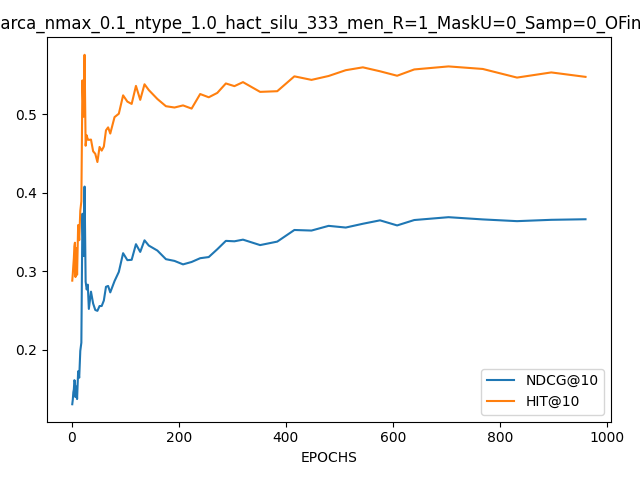 arca_nmax_0.1_ntype_1.0_hact_silu_333_men_R=1_MaskU=0_Samp=0_OFin
0.5
0.4
0.3
0.2
NDCG@10
HIT@10
0 200 400 600 800 1000
EPOCHS